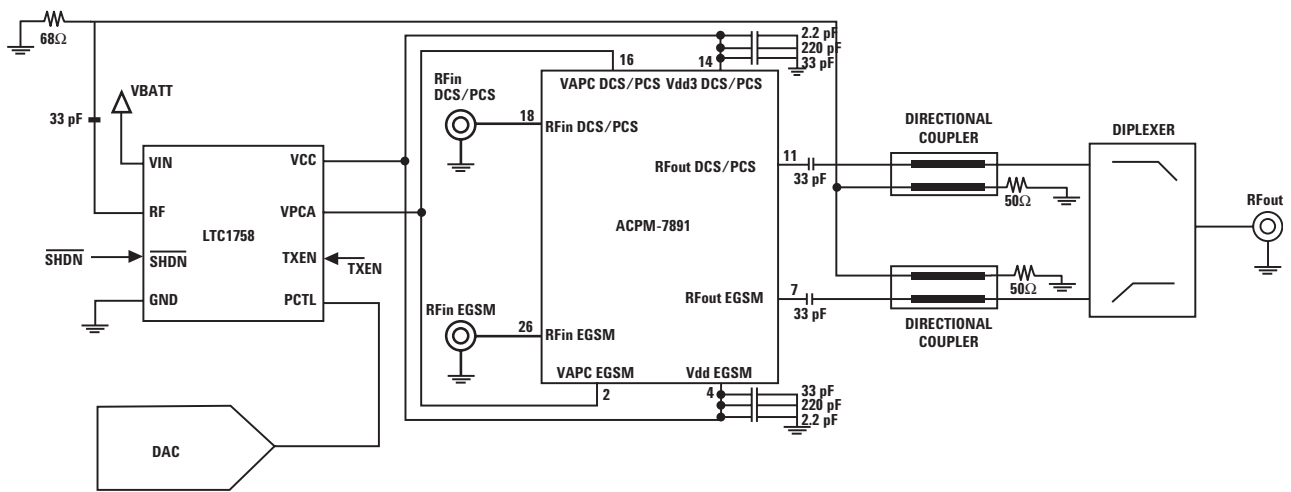 68Ω
33 pF
VBATT
VIN
VCC
RF
VPCA
LTC1758
SHDN
SHDN
TXEN
TXEN
GND
PCTL
DAC
RFin
DCS/PCS
18
RFin DCS/PCS
16
VAPC DCS/PCS
14
Vdd3 DCS/PCS
2.2 pF
220 pF
33 pF
RFout DCS/PCS
11
33 pF
ACPM-7891
RFout EGSM
7
33 pF
RFin EGSM
26
RFin EGSM
VAPC EGSM
2
Vdd EGSM
4
33 pF
220 pF
2.2 pF
DIRECTIONAL
COUPLER
50Ω
50Ω
DIRECTIONAL
COUPLER
DIPLEXER
RFout